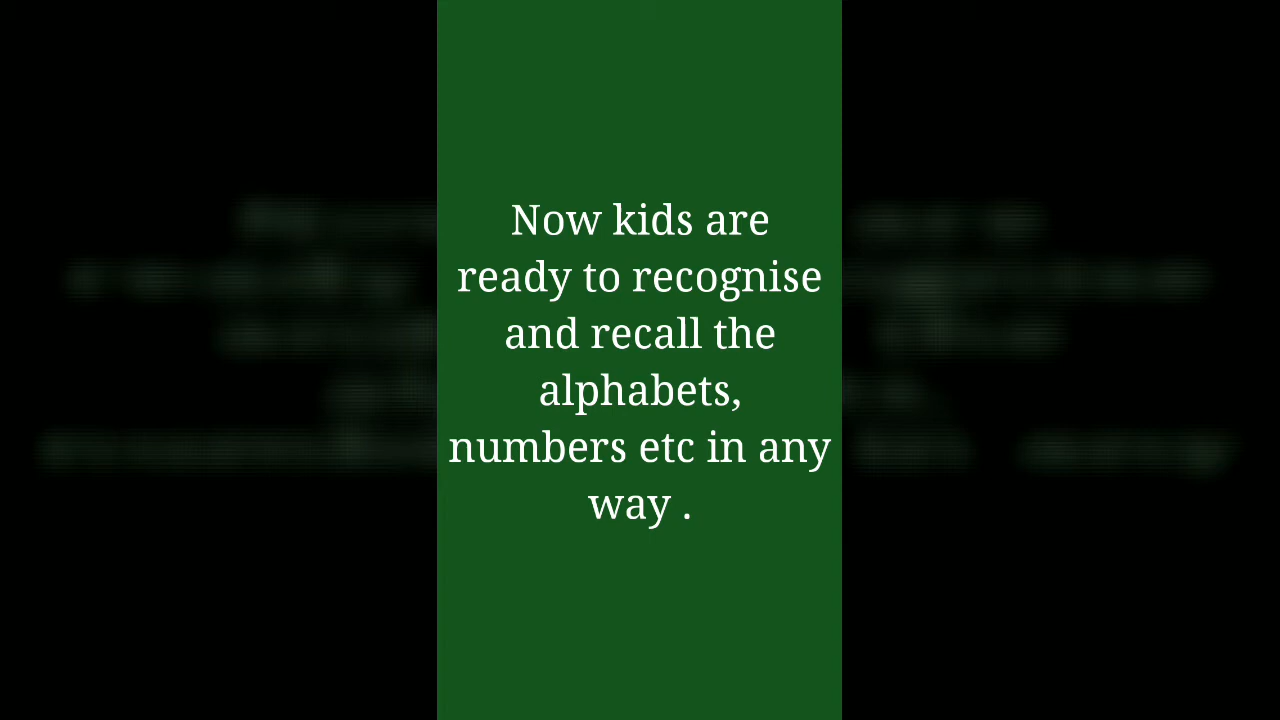 Now kids are
ready to recognise
and recall the
alphabets,
numbers etc in any
way .